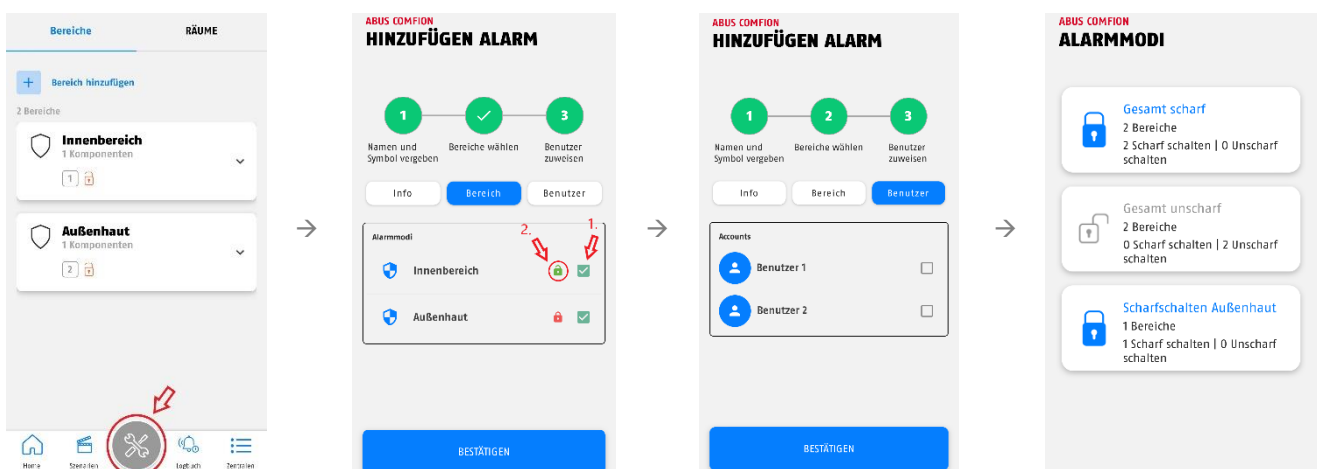 Bereiche
RÄUME
+ Bereich hinzufügen
2 Bereiche
Innenbereich
1 Komponenten
1
Außenhaut
1 Komponenten
2
Home
Szenarien
Logbuch
Zentralen
→
ABUS COMFION
HINZUFÜGEN ALARM
1
3
Namen und
Symbol vergeben
Bereiche wählen
Benutzer
zuweisen
Info
Bereich
Benutzer
Alarmmodi
2.
1.
Innenbereich
Außenhaut
BESTÄTIGEN
→
ABUS COMFION
HINZUFÜGEN ALARM
1
2
3
Namen und
Symbol vergeben
Bereiche wählen
Benutzer
zuweisen
Info
Bereich
Benutzer
Accounts
Benutzer 1
Benutzer 2
BESTÄTIGEN
→
ABUS COMFION
ALARMMODI
Gesamt scharf
2 Bereiche
2 Scharf schalten | 0 Unscharf
schalten
Gesamt unscharf
2 Bereiche
0 Scharf schalten | 2 Unscharf
schalten
Scharfschalten Außenhaut
1 Bereiche
1 Scharf schalten | 0 Unscharf
schalten